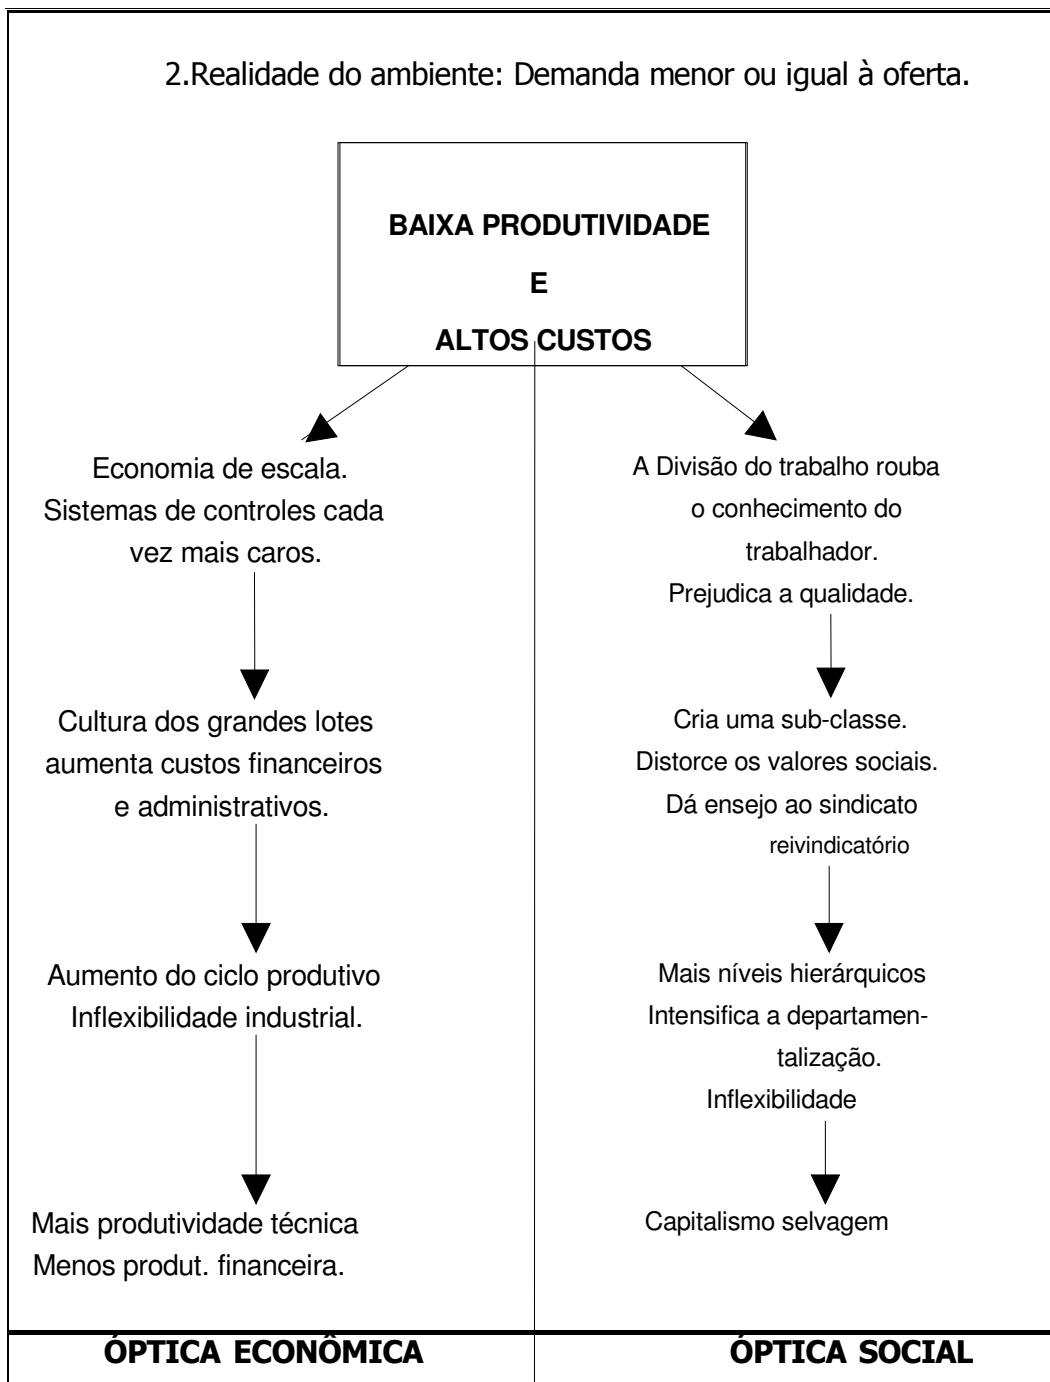 2.Realidade do ambiente: Demanda menor ou igual à oferta.
BAIXA PRODUTIVIDADE
E
ALTOS CUSTOS
Economia de escala.
Sistemas de controles cada
vez mais caros.
Cultura dos grandes lotes
aumenta custos financeiros
e administrativos.
Aumento do ciclo produtivo
Inflexibilidade industrial.
Mais produtividade técnica
Menos produt. financeira.
ÓPTICA ECONÔMICA
A Divisão do trabalho rouba
o conhecimento do
trabalhador.
Prejudica a qualidade.
Cria uma sub-classe.
Distorce os valores sociais.
Dá ensejo ao sindicato
reivindicatório
Mais níveis hierárquicos
Intensifica a departamen-
talização.
Inflexibilidade
Capitalismo selvagem
ÓPTICA SOCIAL